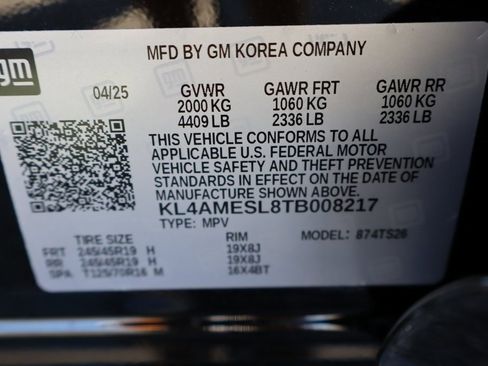 gm
MFD BY GM KOREA COMPANY
04/25 GVWR GAWR FRT GAWR RR
2000 KG 1060 KG 1060 KG
4409 LB 2336 LB 2336 LB
THIS VEHICLE CONFORMS TO ALL
APPLICABLE U.S. FEDERAL MOTOR
VEHICLE SAFETY AND THEFT PREVENTION
STANDARDS IN EFFECT ON THE DATE OF
MANUFACTURE SHOWN ABOVE.
KL4AMESL8TB008217
TYPE: MPV
TIRE SIZE RIM MODEL: 874TS26
FRT 245/45R19 H 19X8J
RR 245/45R19 H 19X8J
SPA T125/70R16 M 16X4BT